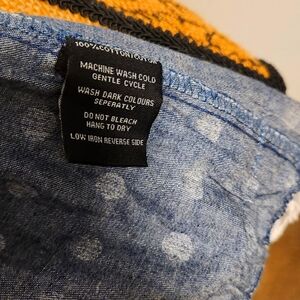 100% COTTON/COTON
MACHINE WASH COLD
GENTLE CYCLE
WASH DARK COLOURS
SEPERATLY
DO NOT BLEACH
HANG TO DRY
LOW IRON REVERSE SIDE